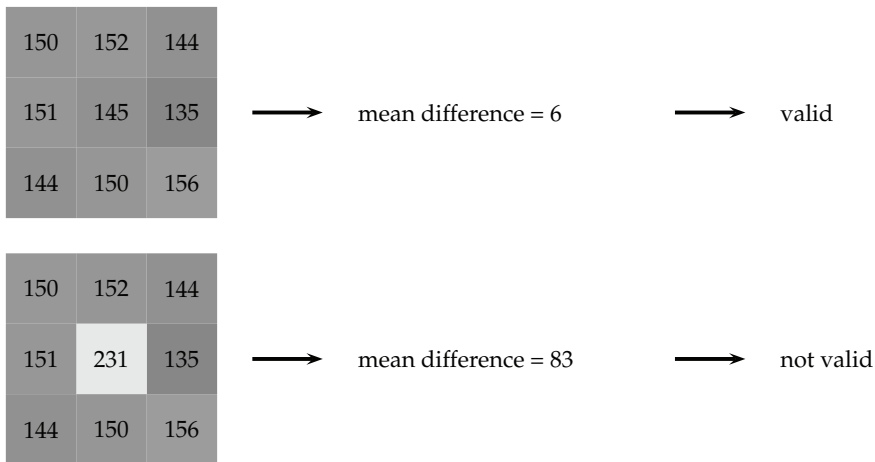 150 152 144
151 145 135 mean difference = 6 valid
144 150 156
150 152 144
151 231 135 mean difference = 83 not valid
144 150 156